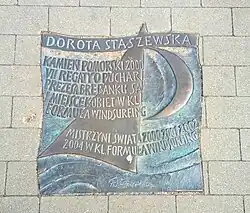 DOROTA STASZEWSKA
KAMIEŃ POMORSKI 2001
VII REGATY O PUCHAR
PREZESA BRE BANKU SA
I MIEJSCE KOBIET W KL.
FORMUŁA WINDSURFING
MISTRZYNI ŚWIATA 2000 2001 2002
2004 W KL. FORMUŁA WINDSURFING